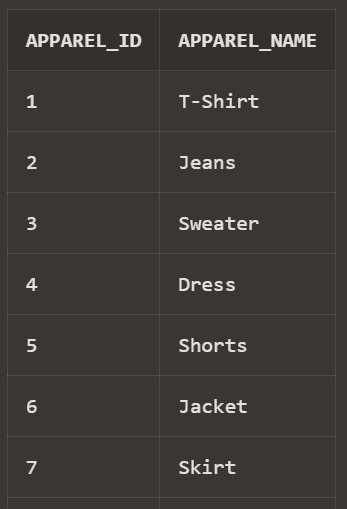 APPAREL_ID APPAREL_NAME
1 T-Shirt
2 Jeans
3 Sweater
4 Dress
5 Shorts
6 Jacket
7 Skirt